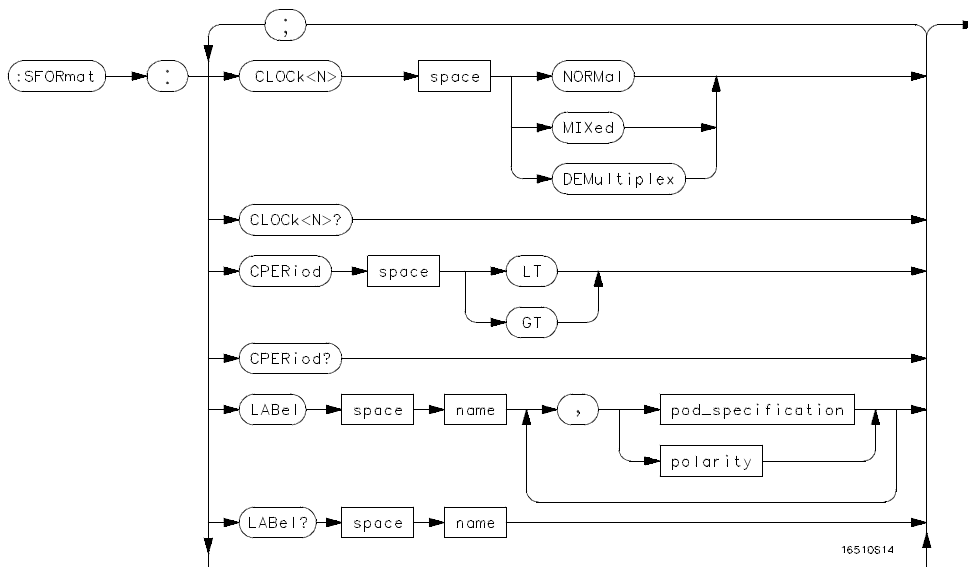 ;
:SFORmat : CLOCk<N> space NORMal
MIXed
DEMultiplex
CLOCk<N>?
CPERiod space LT
GT
CPERiod?
LABel space name , pod_specification
polarity
LABel? space name
16510S14